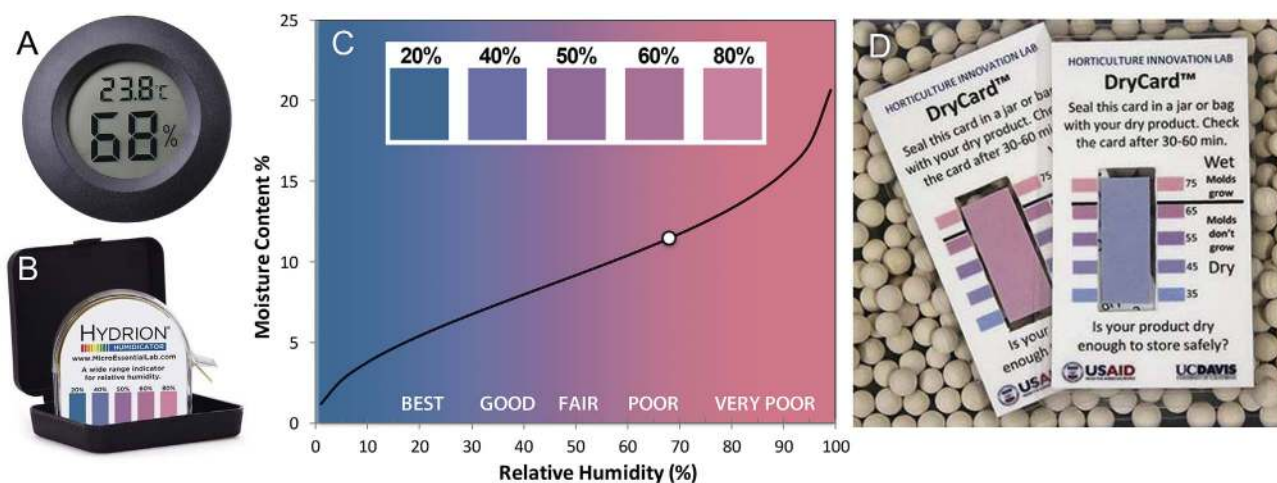 A
23.8°C
68%
B
HYDRION®
HUMIDICATOR
www.MicroEssentialLab.com
A wide range indicator
for relative humidity.
20% 40% 50% 60% 80%
C
20% 40% 50% 60% 80%
Moisture Content %
25
20
15
10
5
0
BEST GOOD FAIR POOR VERY POOR
0 10 20 30 40 50 60 70 80 90 100
Relative Humidity (%)
D
HORTICULTURE INNOVATION LAB
DryCard™
Seal this card in a jar or bag
with your dry product. Check
the card after 30-60 min.
75
Is your
enough to
USAID
HORTICULTURE INNOVATION LAB
DryCard™
Seal this card in a jar or bag
with your dry product. Check
the card after 30-60 min.
Wet
75 Molds grow
65
Molds don't grow
55
45 Dry
35
Is your product dry
enough to store safely?
USAID
UCDAVIS